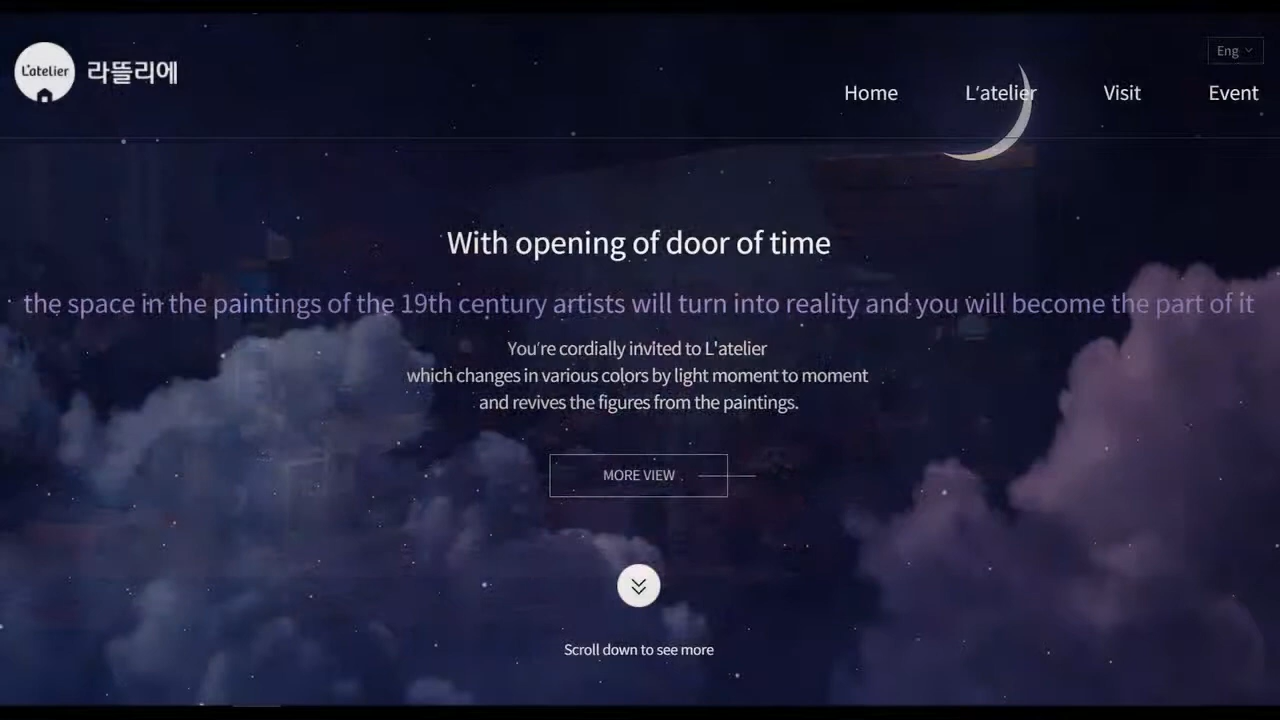 L'atelier
라뜰리에
Eng
Home L'atelier Visit Event
With opening of door of time
the space in the paintings of the 19th century artists will turn into reality and you will become the part of it
You're cordially invited to L'atelier
which changes in various colors by light moment to moment
and revives the figures from the paintings.
MORE VIEW
Scroll down to see more